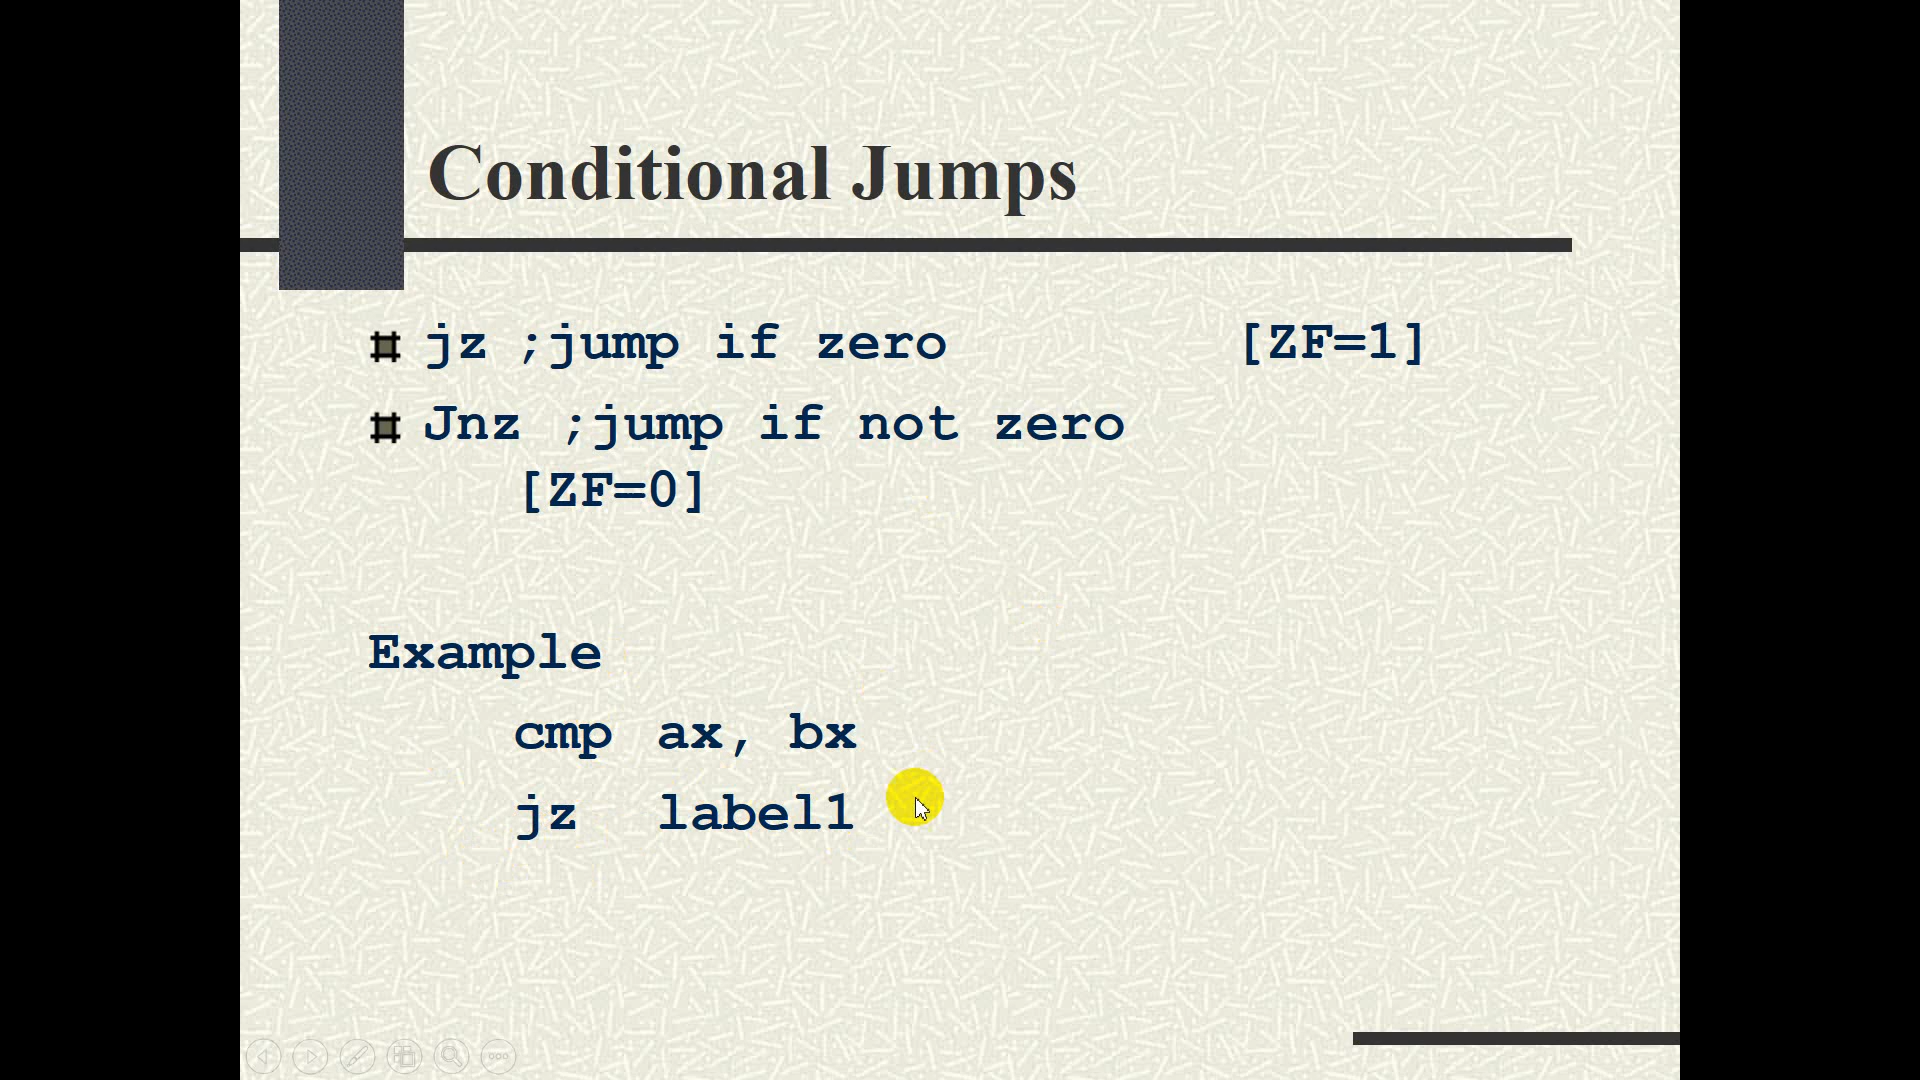 Conditional Jumps
jz ;jump if zero [ZF=1]
Jnz ;jump if not zero
[ZF=0]
Example
cmp ax, bx
jz label1